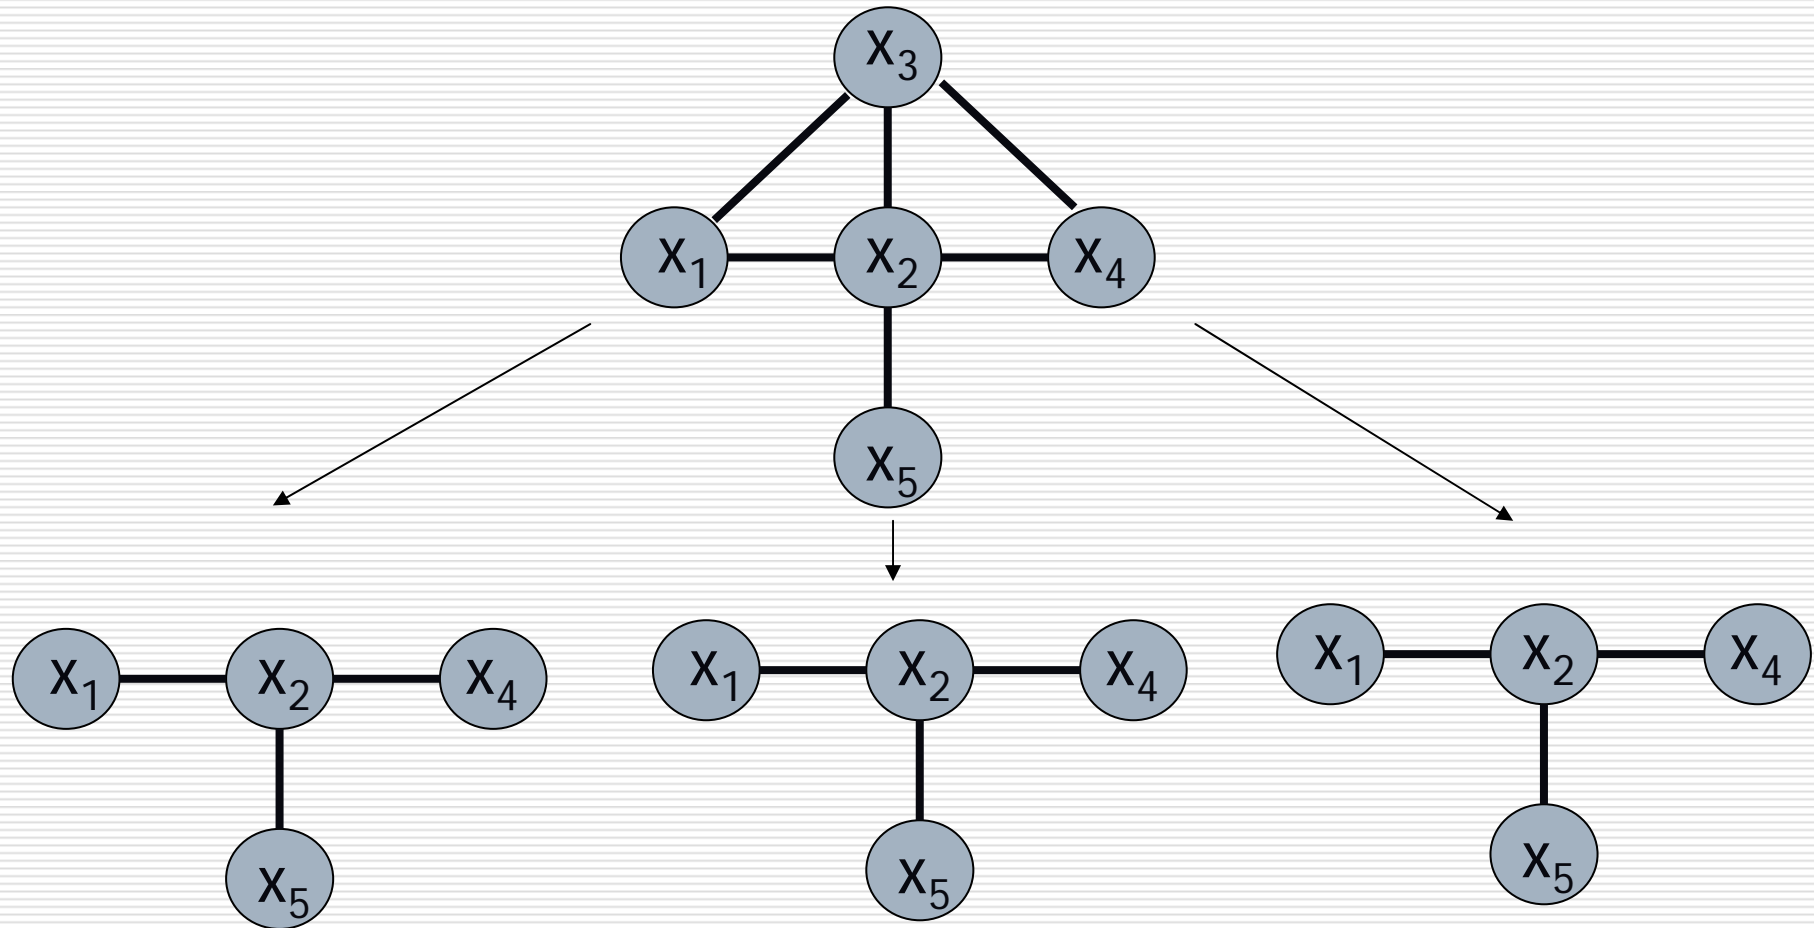 X₃
X₁ X₂ X₄
X₅
X₁ X₂ X₄ X₁ X₂ X₄ X₁ X₂ X₄
X₅ X₅ X₅